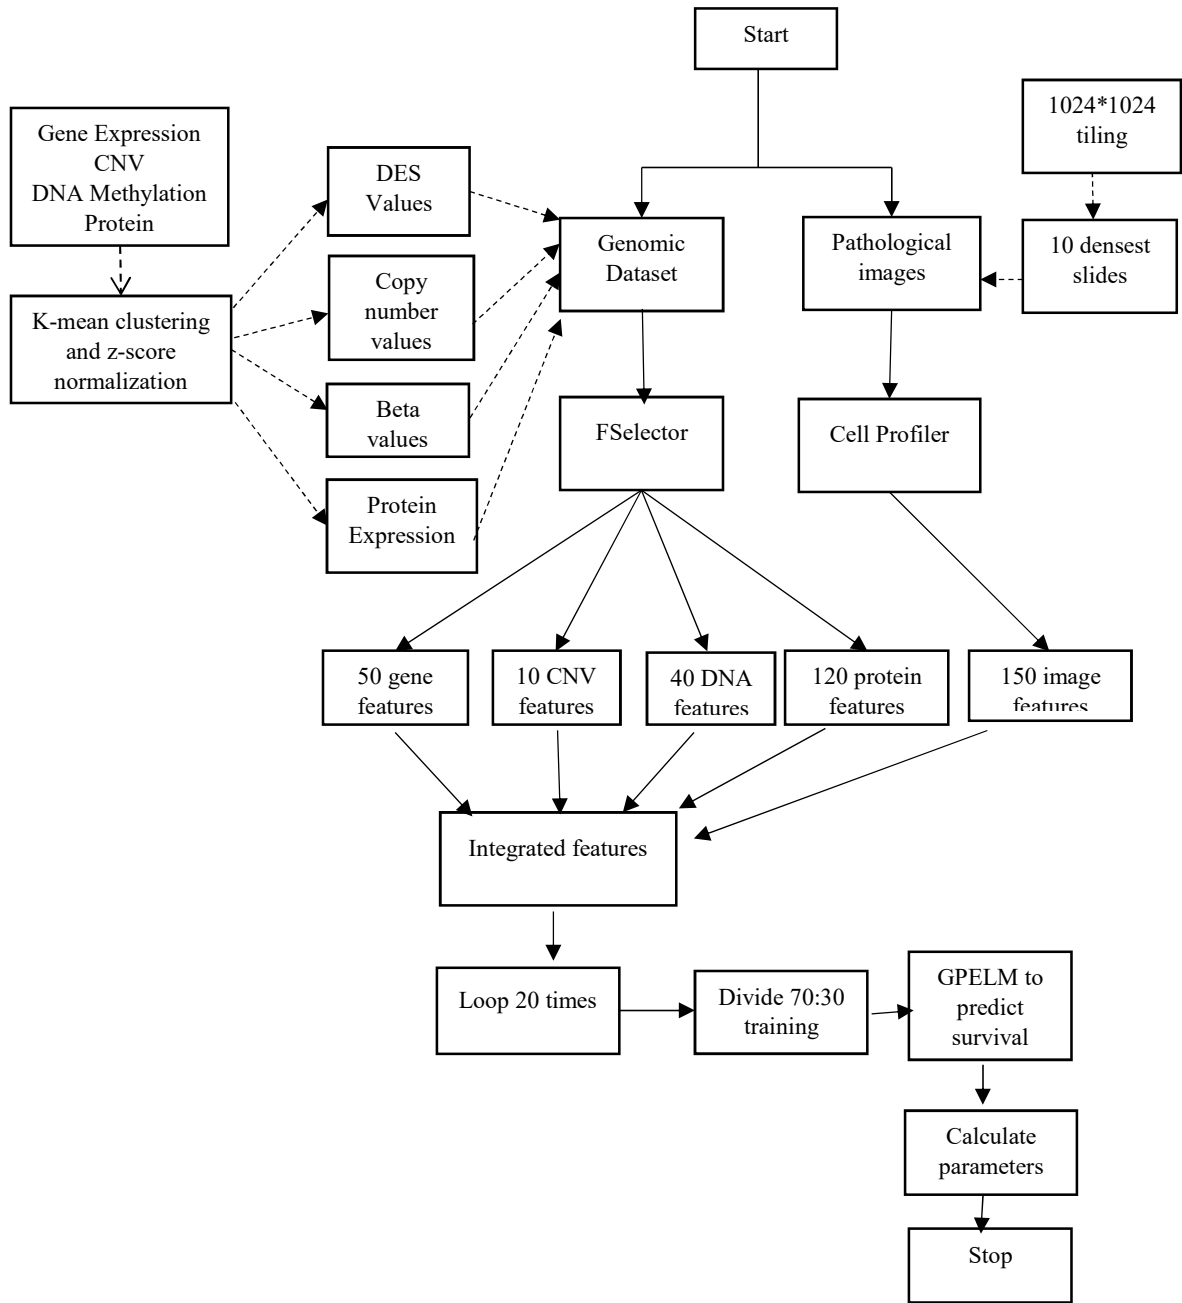 Start
1024*1024
tiling
Gene Expression
CNV
DNA Methylation
Protein
DES
Values
Genomic
Dataset
Pathological
images
10 densest
slides
K-mean clustering
and z-score
normalization
Copy
number
values
Beta
values
FSelector
Cell Profiler
Protein
Expression
50 gene
features
10 CNV
features
40 DNA
features
120 protein
features
150 image
features
Integrated features
Loop 20 times
Divide 70:30
training
GPELM to
predict
survival
Calculate
parameters
Stop